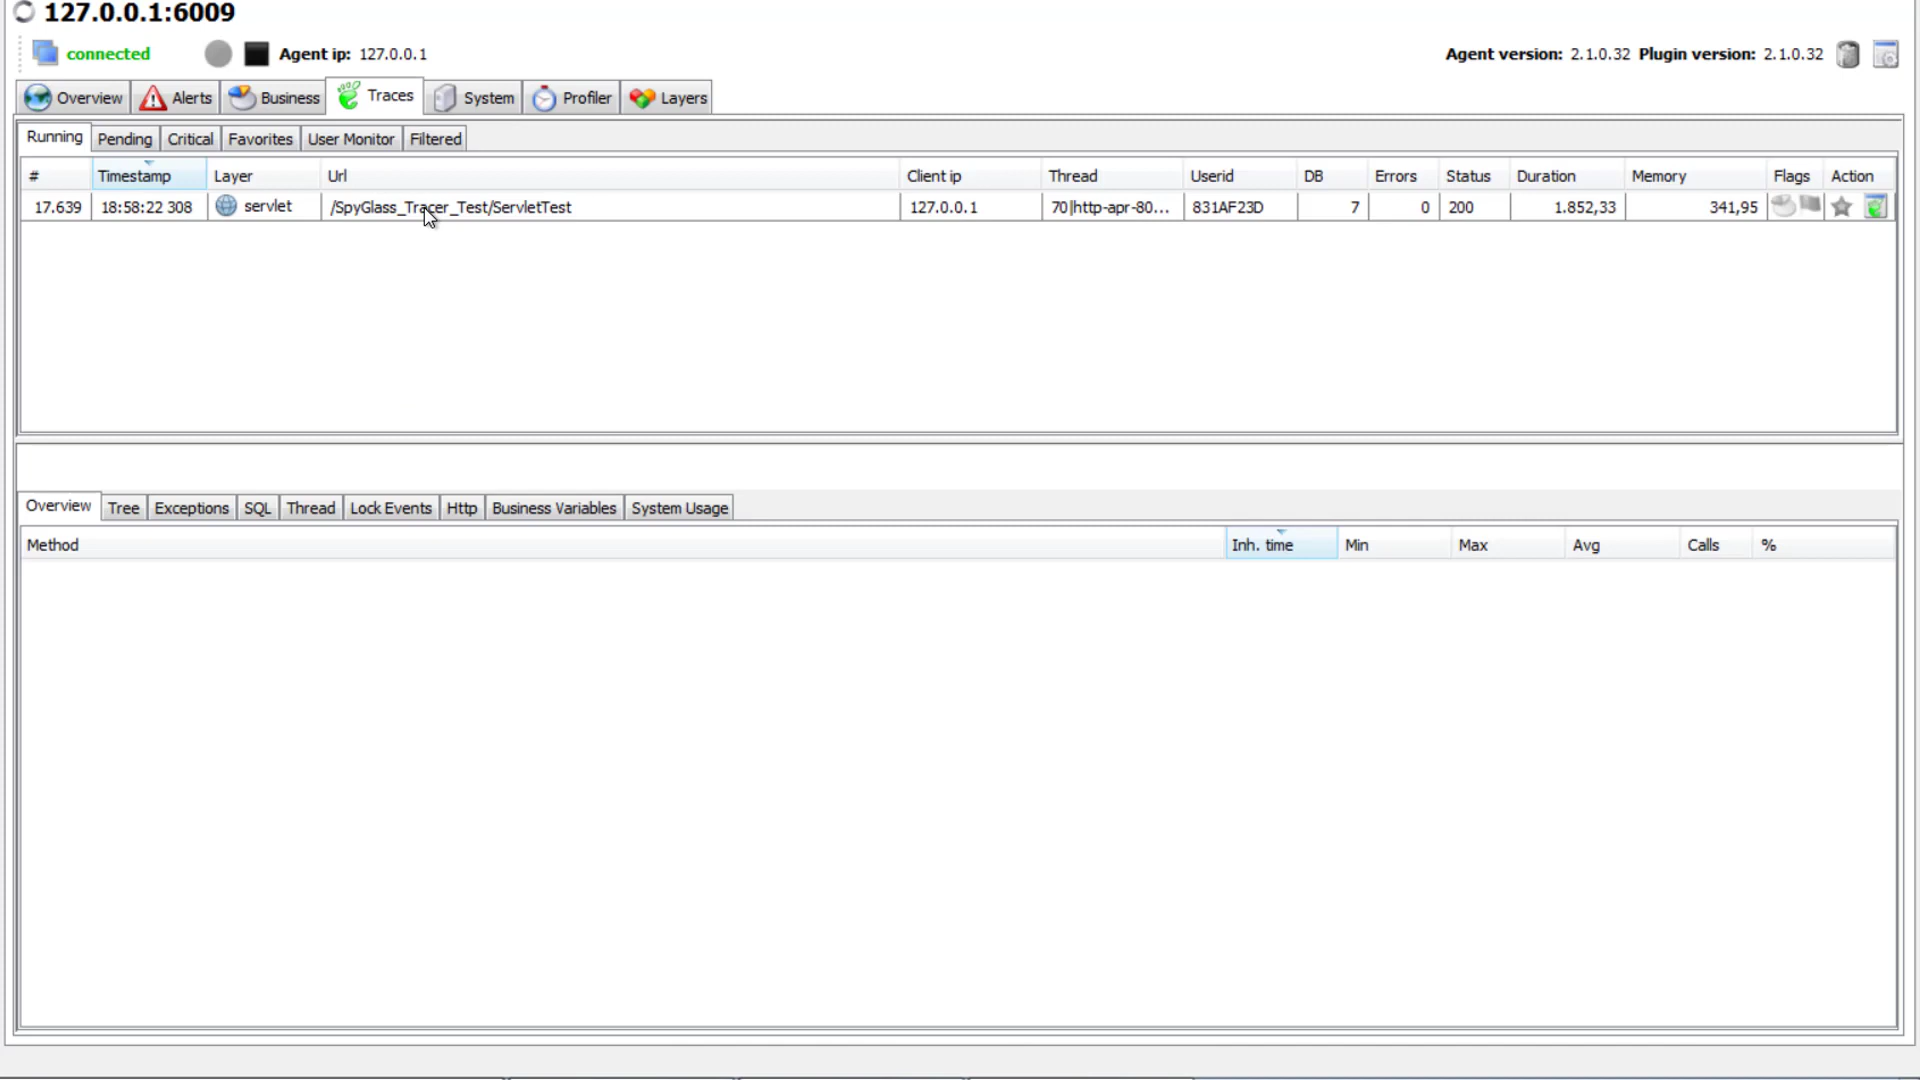 127.0.0.1:6009
connected Agent ip: 127.0.0.1 Agent version: 2.1.0.32 Plugin version: 2.1.0.32
Overview Alerts Business Traces System Profiler Layers
Running Pending Critical Favorites User Monitor Filtered
# Timestamp Layer Url Client ip Thread Userid DB Errors Status Duration Memory Flags Action
17.639 18:58:22 308 servlet /SpyGlass_Tracer_Test/ServletTest 127.0.0.1 70|http-apr-80... 831AF23D 7 0 200 1.852,33 341,95
Overview Tree Exceptions SQL Thread Lock Events Http Business Variables System Usage
Method Inh. time Min Max Avg Calls %